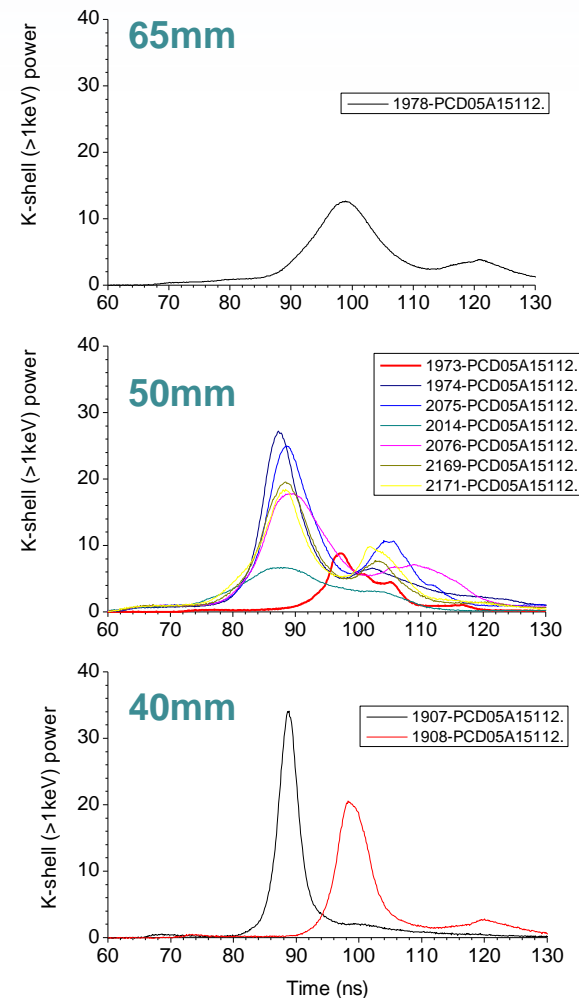 65mm
K-shell (>1keV) power
40
30
20
10
0
1978-PCD05A15112.
60 70 80 90 100 110 120 130
50mm
K-shell (>1keV) power
40
30
20
10
0
1973-PCD05A15112.
1974-PCD05A15112.
2075-PCD05A15112.
2014-PCD05A15112.
2076-PCD05A15112.
2169-PCD05A15112.
2171-PCD05A15112.
60 70 80 90 100 110 120 130
40mm
K-shell (>1keV) power
40
30
20
10
0
1907-PCD05A15112.
1908-PCD05A15112.
60 70 80 90 100 110 120 130
Time (ns)